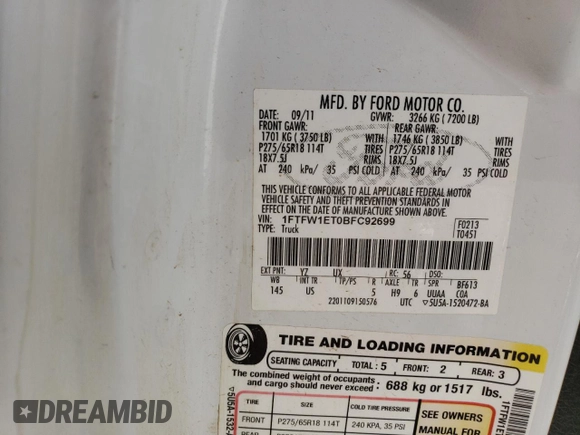 MFD. BY FORD MOTOR CO.
DATE: 09/11 GVWR: 3266 KG ( 7200 LB)
FRONT GAWR: REAR GAWR:
1701 KG ( 3750 LB) 1746 KG ( 3850 LB)
P275/65R18 114T TIRES P275/65R18 114T TIRES
18X7.5J RIMS 18X7.5J RIMS
AT 240 kPa/ 35 PSI COLD AT 240 kPa/ 35 PSI COLD
THIS VEHICLE CONFORMS TO ALL APPLICABLE FEDERAL MOTOR
VEHICLE SAFETY AND THEFT PREVENTION STANDARDS IN
EFFECT ON THE DATE OF MANUFACTURE SHOWN ABOVE.
VIN: 1FTFW1ET0BFC92699
TYPE: Truck
F0213
T0451
EXT PNT: YZ UX RC: 56 DSO:
WB INT TR TP/PS R AXLE TR SPR BF613
145 US - 5 H9 6 UUAA COA
2201109150576 UTC ▽5U5A-1520472-BA
TIRE AND LOADING INFORMATION
SEATING CAPACITY TOTAL: 5 FRONT: 2 REAR: 3
The combined weight of occupants
and cargo should never exceed: 688 kg or 1517 lbs.
TIRE SIZE COLD TIRE PRESSURE
FRONT P275/65R18 114T 240 KPA, 35 PSI
REAR
SEE OWNERS
MANUAL FOR
▽5U5A-1532-
1FTFW1E
DREAMBID